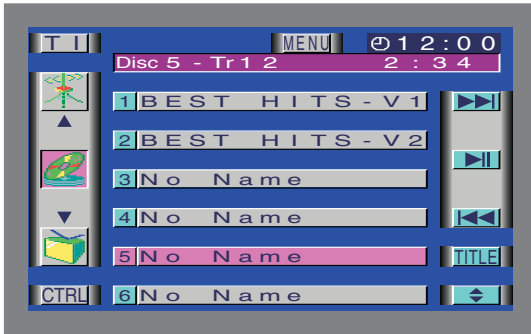 TI MENU 12:00
Disc 5 - Tr12 2:34
1 BEST HITS-V1
2 BEST HITS-V2
3 No Name
4 No Name
5 No Name TITLE
CTRL 6 No Name